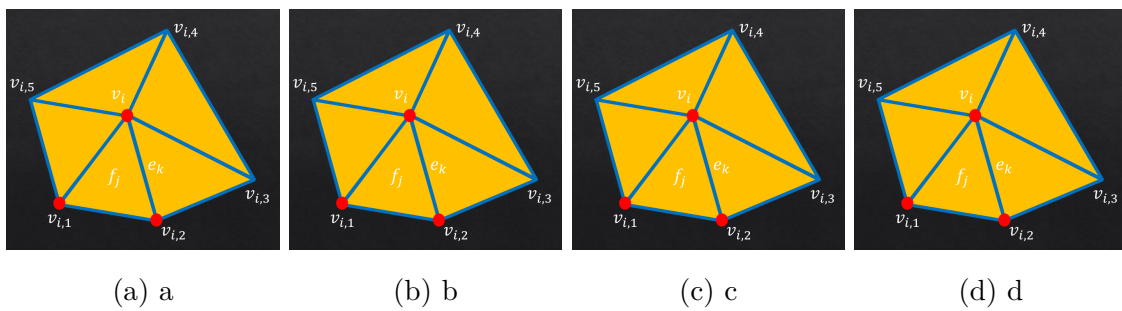 v_{i,4} v_{i,4} v_{i,4} v_{i,4}
v_{i,5} v_i v_{i,5} v_i v_{i,5} v_i v_{i,5} v_i
f_j e_k f_j e_k f_j e_k f_j e_k
v_{i,1} v_{i,2} v_{i,3} v_{i,1} v_{i,2} v_{i,3} v_{i,1} v_{i,2} v_{i,3} v_{i,1} v_{i,2} v_{i,3}
(a) a (b) b (c) c (d) d